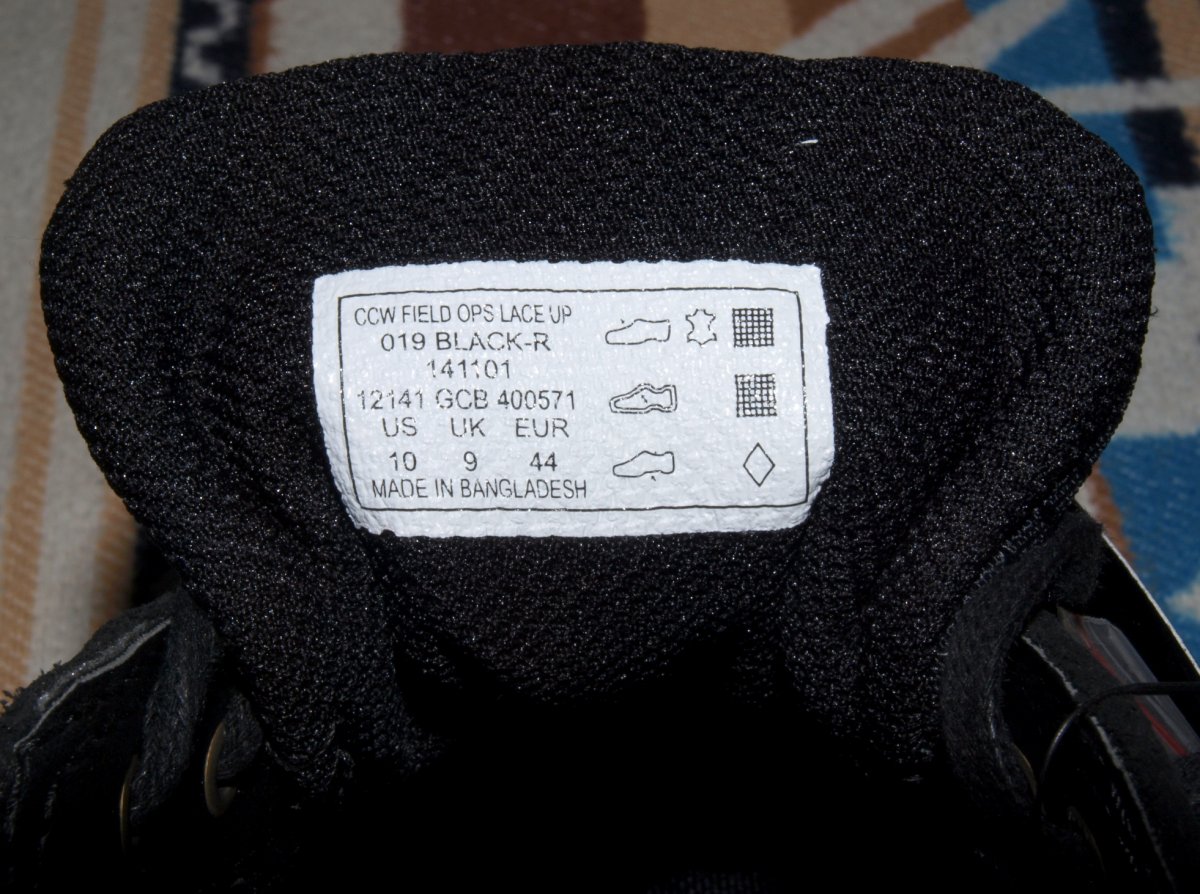 CCW FIELD OPS LACE UP
019 BLACK-R
141101
12141 GCB 400571
US UK EUR
10 9 44
MADE IN BANGLADESH